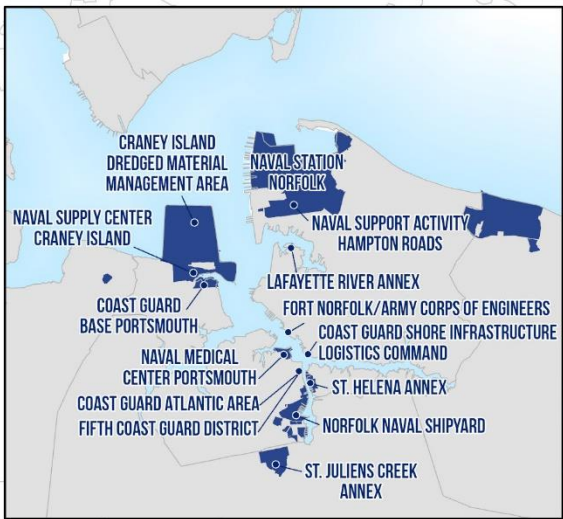 CRANEY ISLAND
DREDGED MATERIAL
MANAGEMENT AREA
NAVAL STATION
NORFOLK
NAVAL SUPPLY CENTER
CRANEY ISLAND
NAVAL SUPPORT ACTIVITY
HAMPTON ROADS
LAFAYETTE RIVER ANNEX
COAST GUARD
BASE PORTSMOUTH
FORT NORFOLK/ARMY CORPS OF ENGINEERS
COAST GUARD SHORE INFRASTRUCTURE
LOGISTICS COMMAND
NAVAL MEDICAL
CENTER PORTSMOUTH
ST. HELENA ANNEX
COAST GUARD ATLANTIC AREA
FIFTH COAST GUARD DISTRICT
NORFOLK NAVAL SHIPYARD
ST. JULIENS CREEK
ANNEX